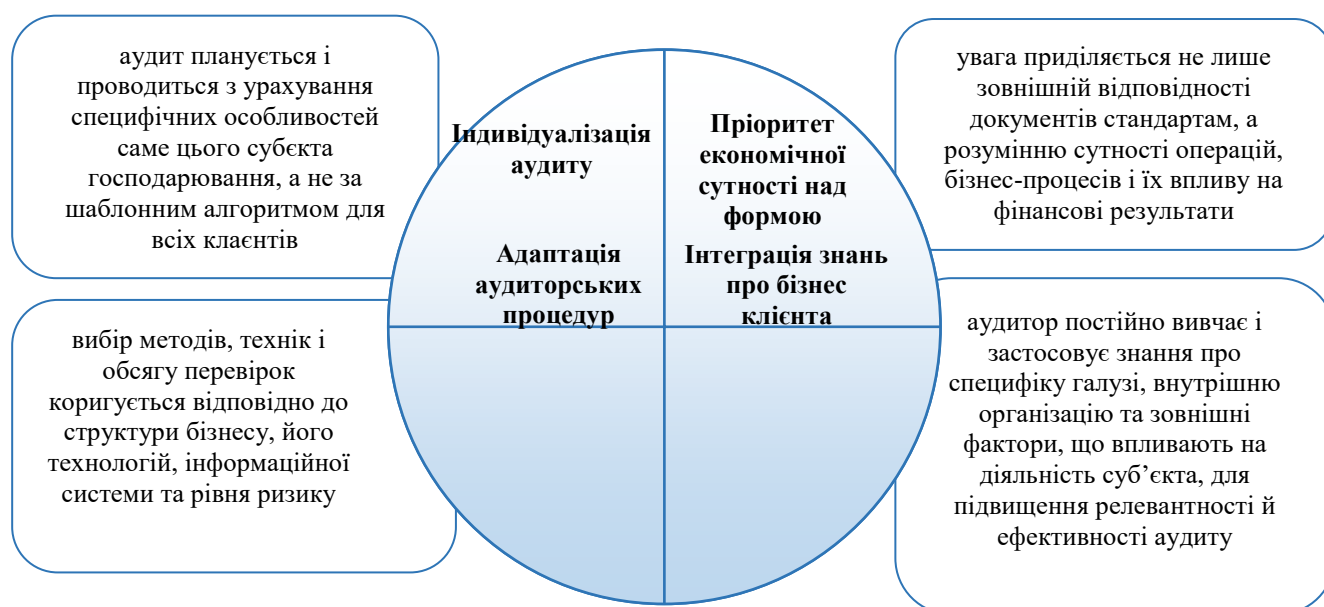 аудит планується і
проводиться з урахування
специфічних особливостей
саме цього субєкта
господарювання, а не за
шаблонним алгоритмом для
всіх клаєнтів
Індивідуалізація
аудиту
Пріоритет
економічної
сутності над
формою
увага приділяється не лише
зовнішній відповідності
документів стандартам, а
розумінню сутності операцій,
бізнес-процесів і їх впливу на
фінансові результати
вибір методів, технік і
обсягу перевірок
коригується відповідно до
структури бізнесу, його
технологій, інформаційної
системи та рівня ризику
Адаптація
аудиторських
процедур
Інтеграція знань
про бізнес
клієнта
аудитор постійно вивчає і
застосовує знання про
специфіку галузі, внутрішню
організацію та зовнішні
фактори, що впливають на
діяльність суб’єкта, для
підвищення релевантності й
ефективності аудиту